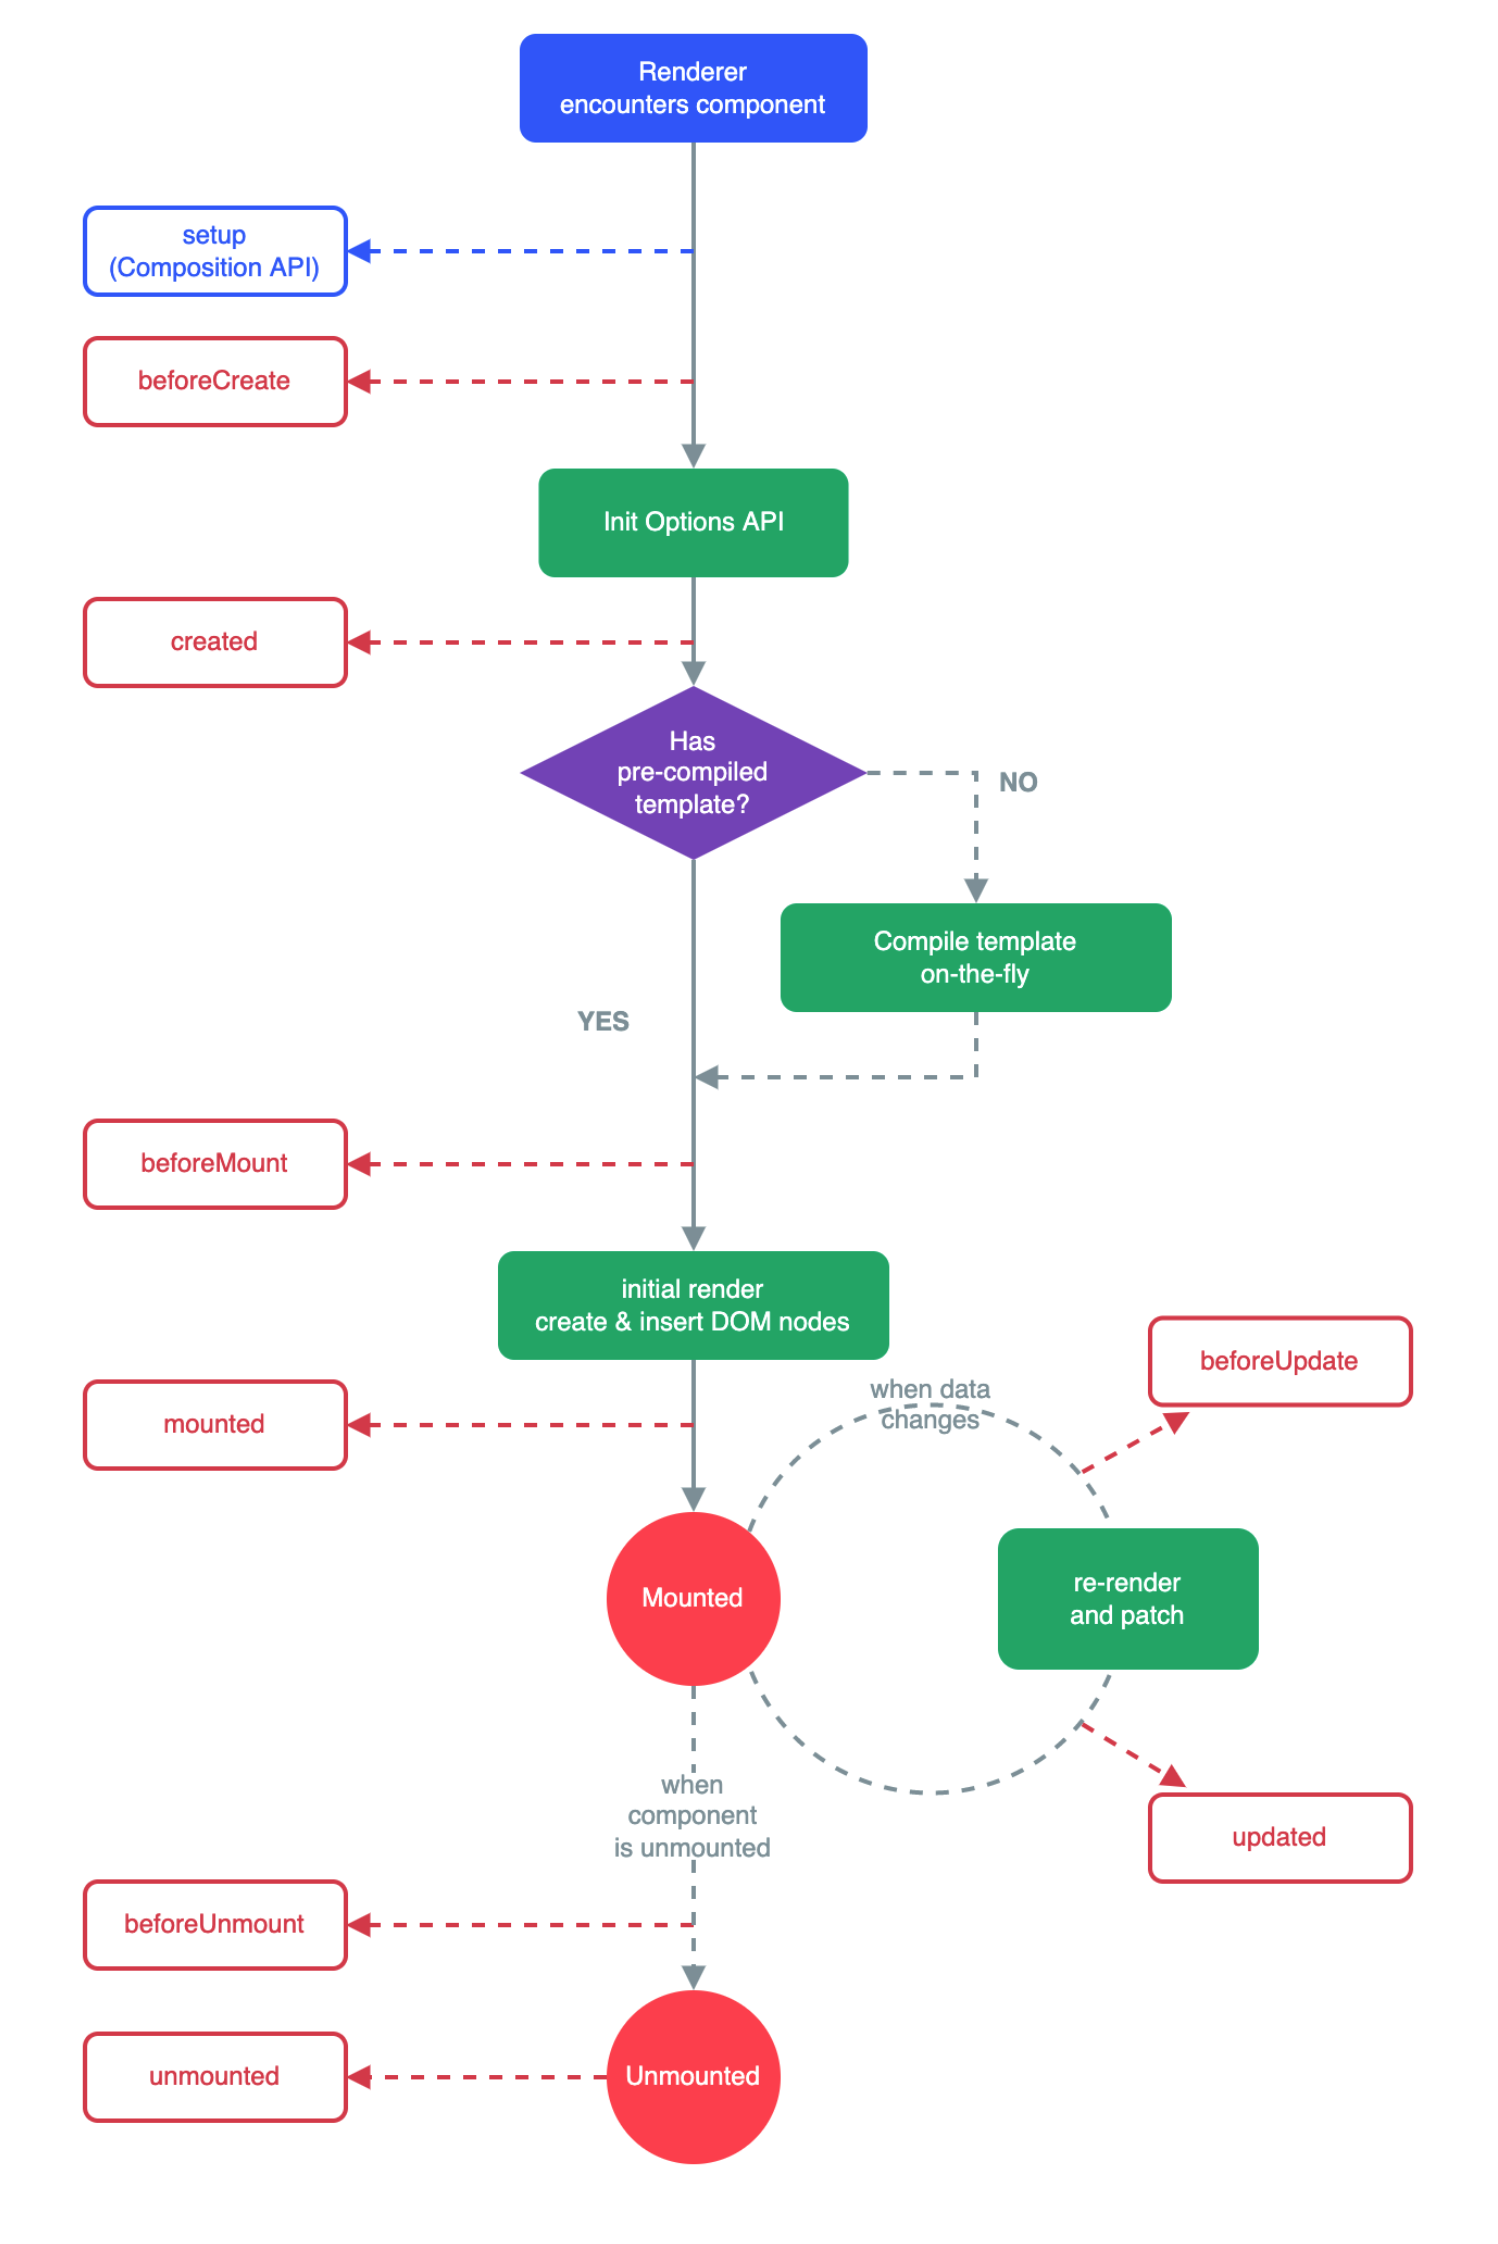 Renderer
encounters component
setup
(Composition API)
beforeCreate
Init Options API
created
Has
pre-compiled
template?
NO
Compile template
on-the-fly
YES
beforeMount
initial render
create & insert DOM nodes
beforeUpdate
when data
changes
mounted
Mounted
re-render
and patch
when
component
is unmounted
updated
beforeUnmount
Unmounted
unmounted